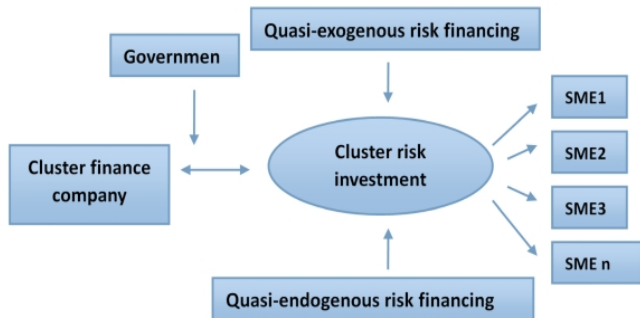 Quasi-exogenous risk financing
Governmen
SME1
SME2
Cluster finance
company
Cluster risk
investment
SME3
SME n
Quasi-endogenous risk financing